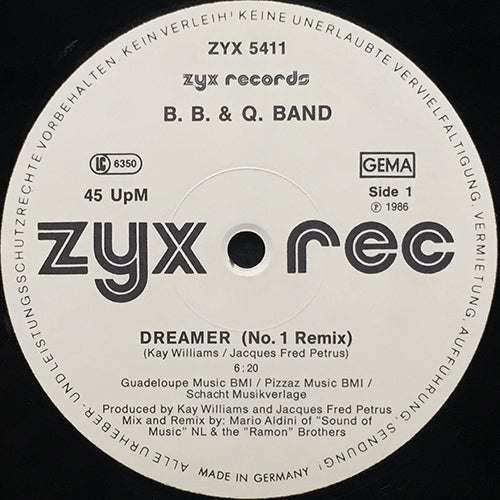 ALLE URHEBER- UND LEISTUNGSSCHUTZRECHTE VORBEHALTEN. KEIN VERLEIH! KEINE UNERLAUBTE VERVIELFÄLTIGUNG, VERMIETUNG, AUFFÜHRUNG, SENDUNG!
ZYX 5411
zyx records
B. B. & Q. BAND
LC 6350
GEMA
45 UpM
Side 1
Ⓟ 1986
zyx rec
DREAMER (No. 1 Remix)
(Kay Williams / Jacques Fred Petrus)
6:20
Guadeloupe Music BMI / Pizzaz Music BMI /
Schacht Musikverlage
Produced by Kay Williams and Jacques Fred Petrus
Mix and Remix by: Mario Aldini of "Sound of
Music" NL & the "Ramon" Brothers
MADE IN GERMANY